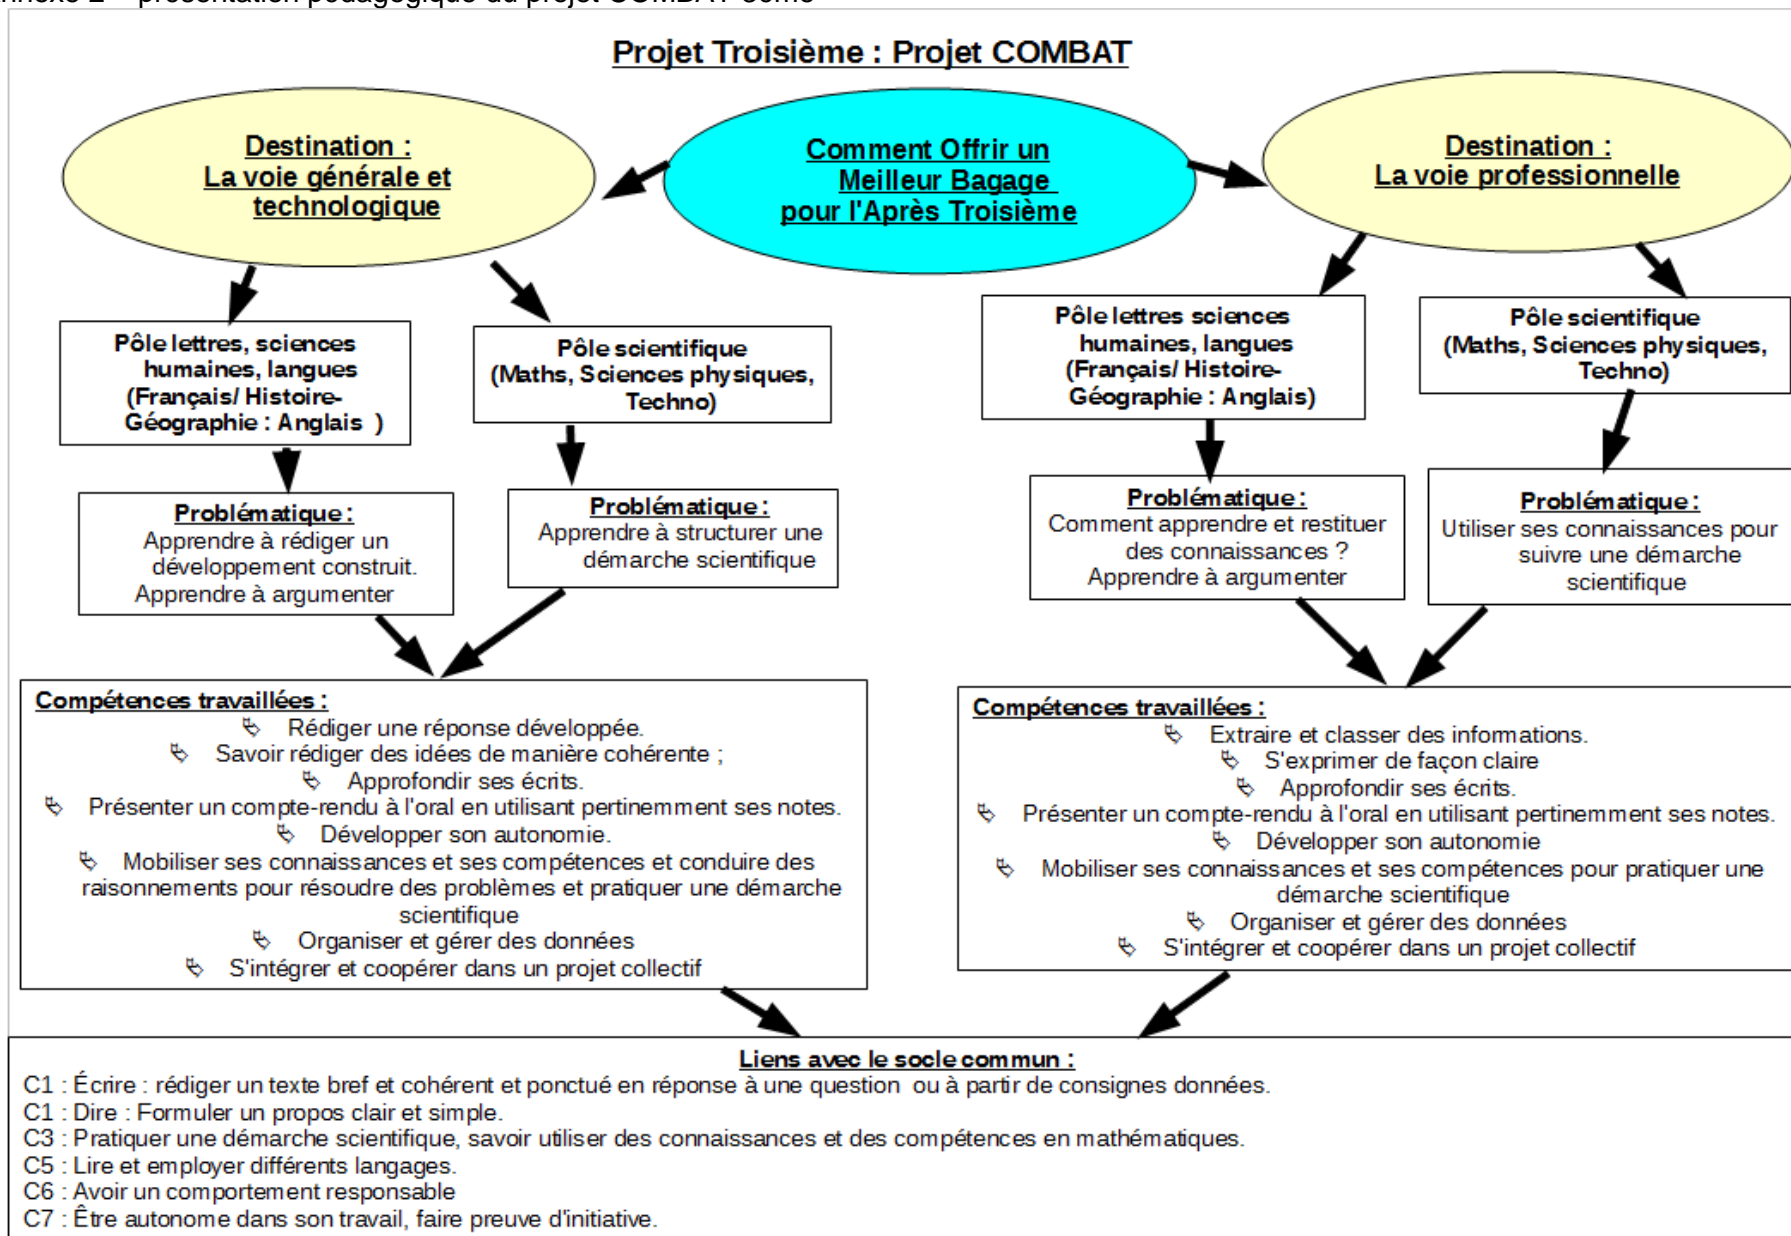 Annexe 2 – présentation pédagogique du projet COMBAT 3ème
Projet Troisième : Projet COMBAT
Destination :
La voie générale et
technologique
Comment Offrir un
Meilleur Bagage
pour l'Après Troisième
Destination :
La voie professionnelle
Pôle lettres, sciences
humaines, langues
(Français/ Histoire-
Géographie : Anglais )
Pôle scientifique
(Maths, Sciences physiques,
Techno)
Pôle lettres sciences
humaines, langues
(Français/ Histoire-
Géographie : Anglais)
Pôle scientifique
(Maths, Sciences physiques,
Techno)
Problématique :
Apprendre à rédiger un
développement construit.
Apprendre à argumenter
Problématique :
Apprendre à structurer une
démarche scientifique
Problématique :
Comment apprendre et restituer
des connaissances ?
Apprendre à argumenter
Problématique :
Utiliser ses connaissances pour
suivre une démarche
scientifique
Compétences travaillées :
Rédiger une réponse développée.
Savoir rédiger des idées de manière cohérente ;
Approfondir ses écrits.
Présenter un compte-rendu à l'oral en utilisant pertinemment ses notes.
Développer son autonomie.
Mobiliser ses connaissances et ses compétences et conduire des
raisonnements pour résoudre des problèmes et pratiquer une démarche
scientifique
Organiser et gérer des données
S'intégrer et coopérer dans un projet collectif
Compétences travaillées :
Extraire et classer des informations.
S'exprimer de façon claire
Approfondir ses écrits.
Présenter un compte-rendu à l'oral en utilisant pertinemment ses notes.
Développer son autonomie
Mobiliser ses connaissances et ses compétences pour pratiquer une
démarche scientifique
Organiser et gérer des données
S'intégrer et coopérer dans un projet collectif
Liens avec le socle commun :
C1 : Écrire : rédiger un texte bref et cohérent et ponctué en réponse à une question ou à partir de consignes données.
C1 : Dire : Formuler un propos clair et simple.
C3 : Pratiquer une démarche scientifique, savoir utiliser des connaissances et des compétences en mathématiques.
C5 : Lire et employer différents langages.
C6 : Avoir un comportement responsable
C7 : Être autonome dans son travail, faire preuve d'initiative.